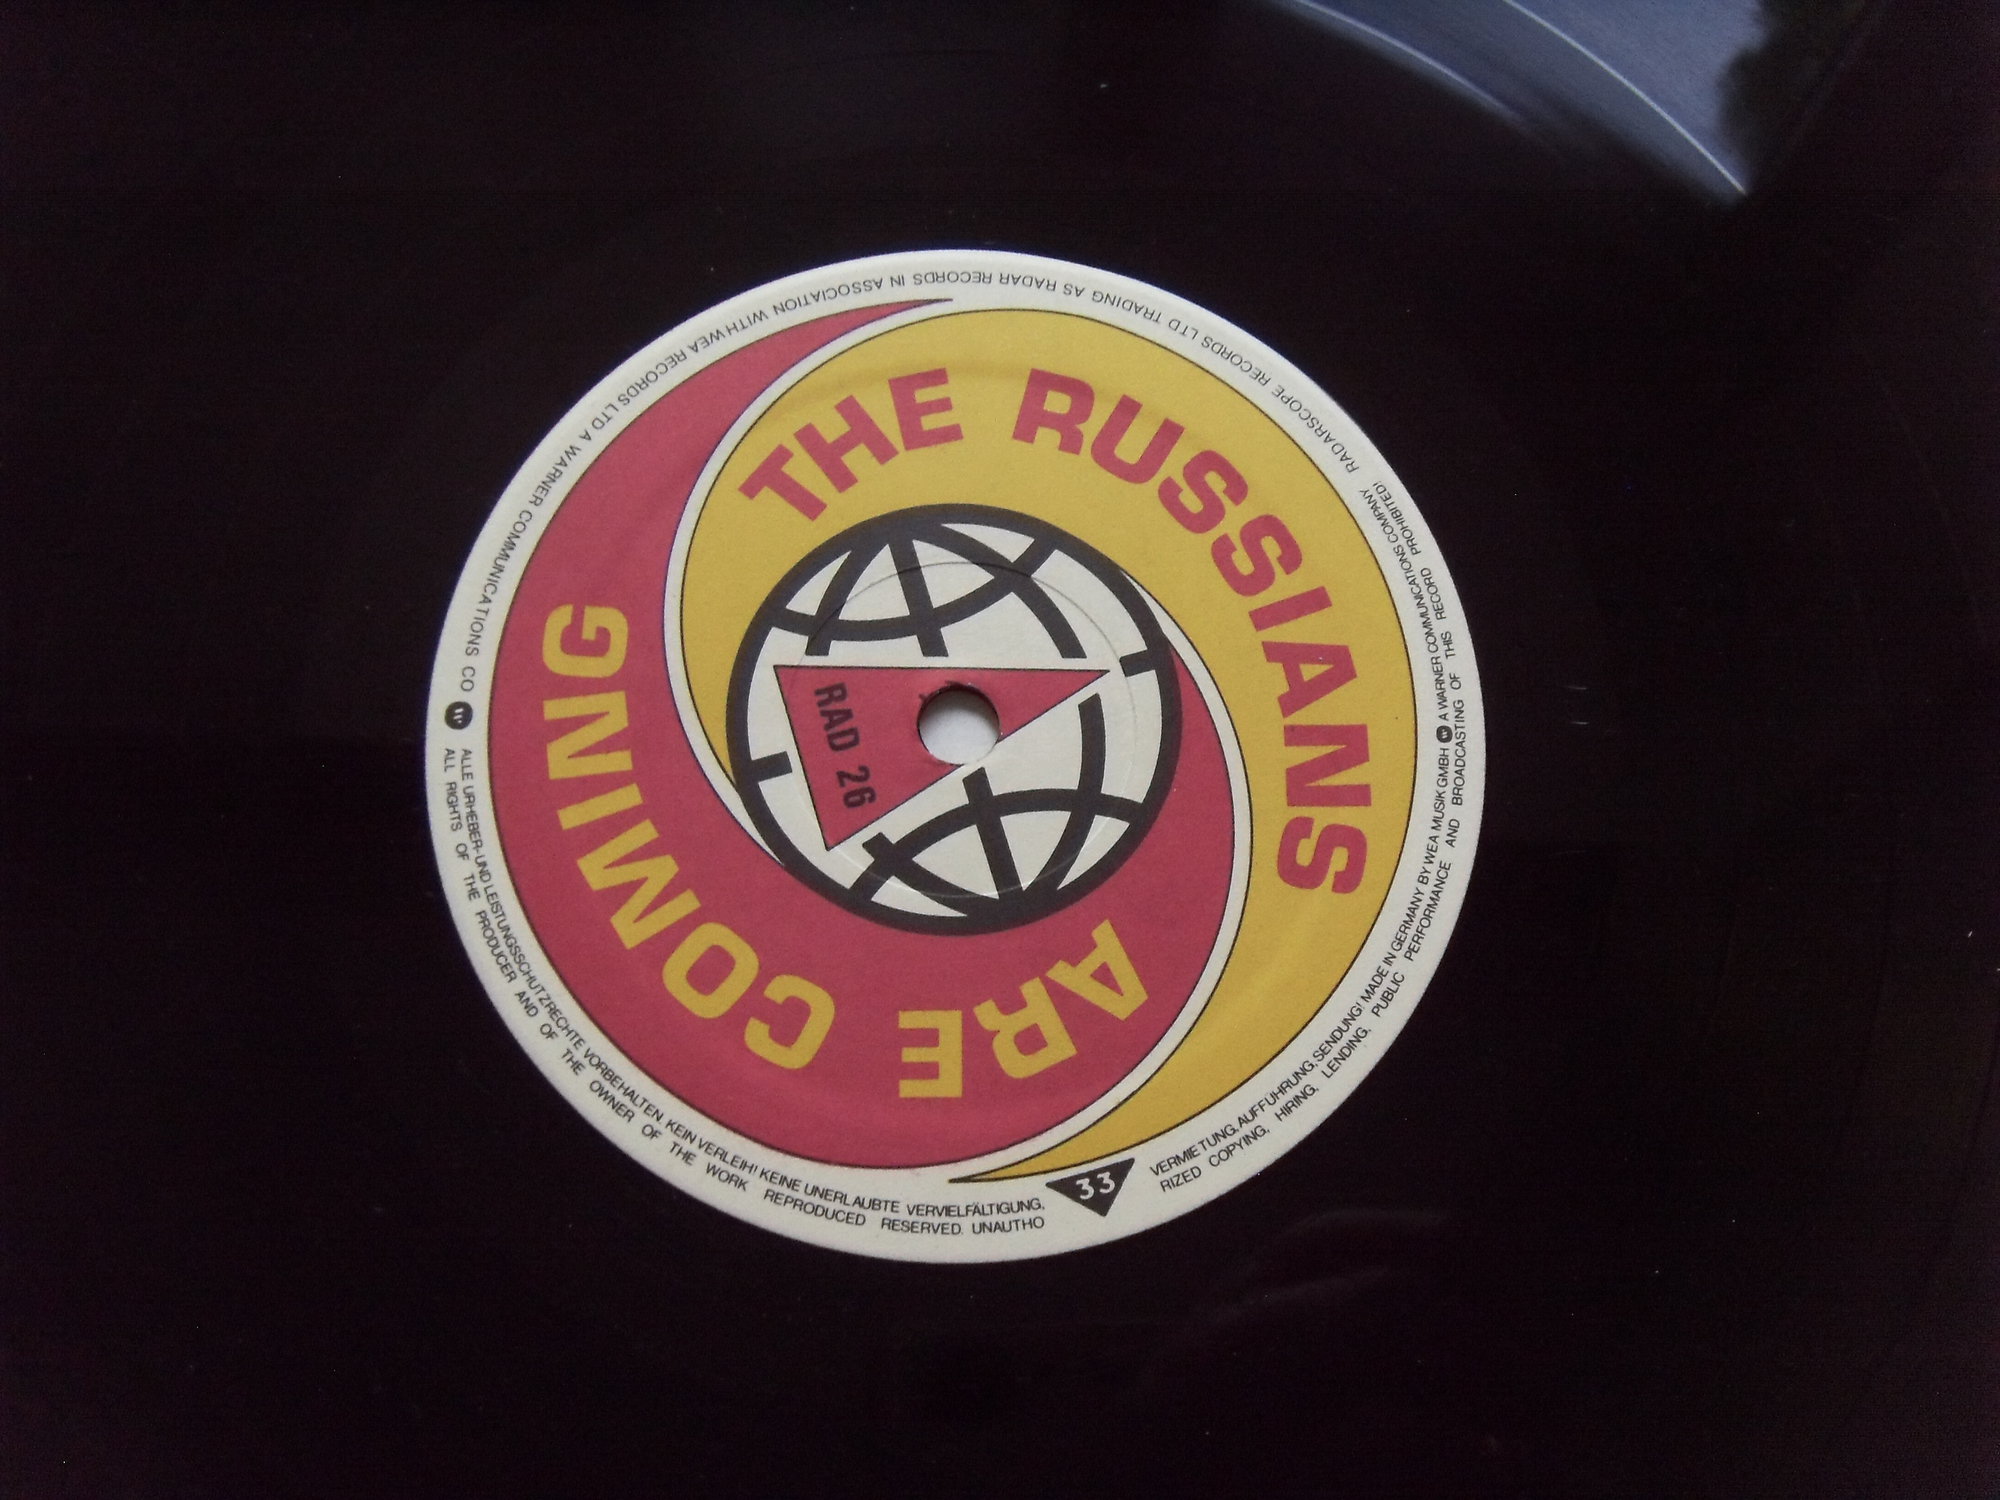 THE RUSSIANS
ARE COMING
RAD 26
33
RADARSCOPE RECORDS LTD TRADING AS RADAR RECORDS IN ASSOCIATION WITH WEA RECORDS LTD A WARNER COMMUNICATIONS CO
ALLE URHEBER- UND LEISTUNGSSCHUTZRECHTE VORBEHALTEN. KEIN VERLEIH! KEINE UNERLAUBTE VERVIELFÄLTIGUNG,
ALL RIGHTS OF THE PRODUCER AND OF THE OWNER OF THE WORK REPRODUCED RESERVED. UNAUTHO
VERMIETUNG, AUFFÜHRUNG, SENDUNG! MADE IN GERMANY BY WEA MUSIK GMBH A WARNER COMMUNICATIONS COMPANY
RIZED COPYING, HIRING, LENDING, PUBLIC PERFORMANCE AND BROADCASTING OF THIS RECORD PROHIBITED!